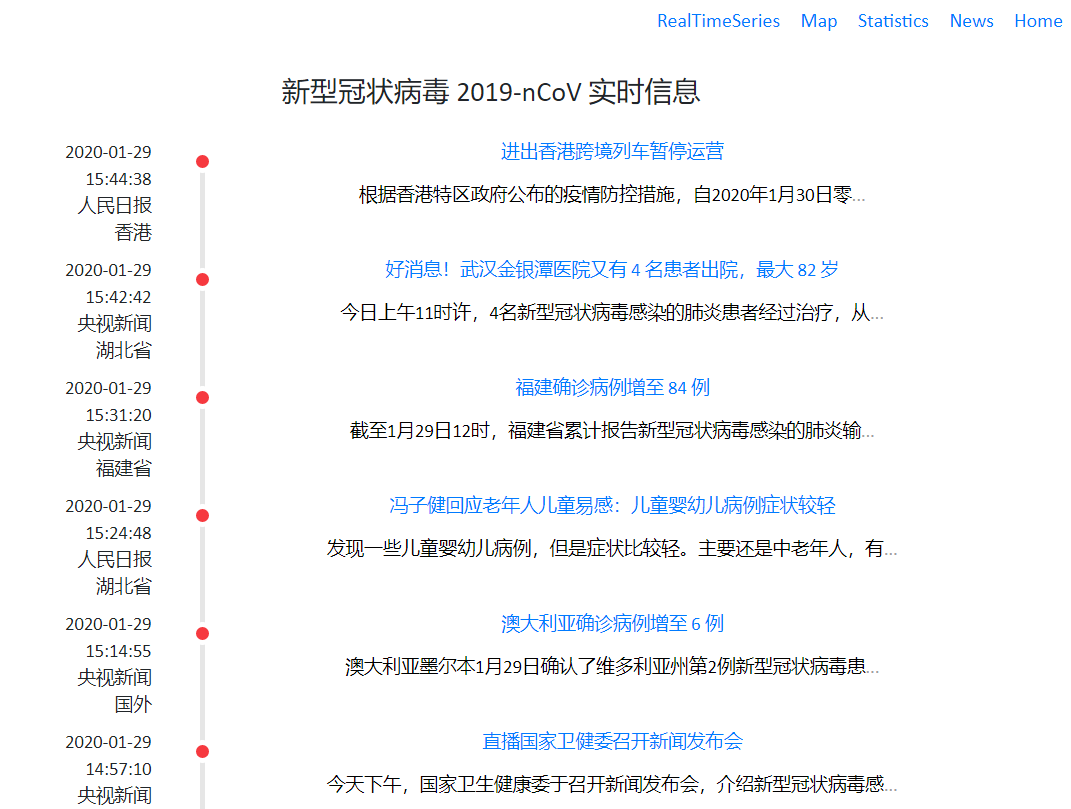 RealTimeSeries Map Statistics News Home
新型冠状病毒 2019-nCoV 实时信息
2020-01-29
15:44:38
人民日报
香港
进出香港跨境列车暂停运营
根据香港特区政府公布的疫情防控措施，自2020年1月30日零...
2020-01-29
15:42:42
央视新闻
湖北省
好消息！武汉金银潭医院又有 4 名患者出院，最大 82 岁
今日上午11时许，4名新型冠状病毒感染的肺炎患者经过治疗，从...
2020-01-29
15:31:20
央视新闻
福建省
福建确诊病例增至 84 例
截至1月29日12时，福建省累计报告新型冠状病毒感染的肺炎输...
2020-01-29
15:24:48
人民日报
湖北省
冯子健回应老年人儿童易感：儿童婴幼儿病例症状较轻
发现一些儿童婴幼儿病例，但是症状比较轻。主要还是中老年人，有...
2020-01-29
15:14:55
央视新闻
国外
澳大利亚确诊病例增至 6 例
澳大利亚墨尔本1月29日确认了维多利亚州第2例新型冠状病毒患...
2020-01-29
14:57:10
央视新闻
直播国家卫健委召开新闻发布会
今天下午，国家卫生健康委于召开新闻发布会，介绍新型冠状病毒感...